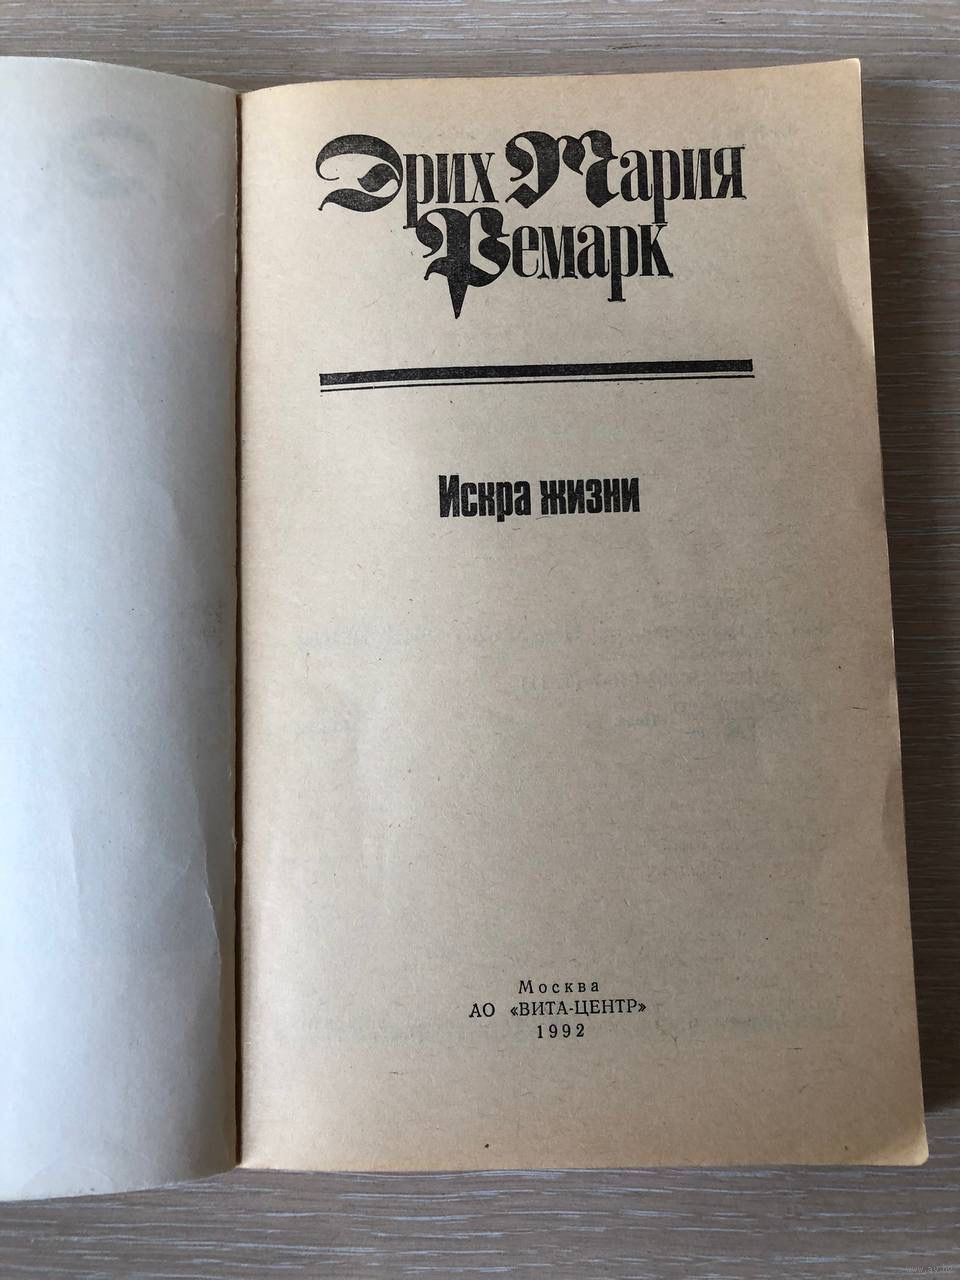 Эрих Мария
Ремарк
Искра жизни
Москва
АО «ВИТА-ЦЕНТР»
1992